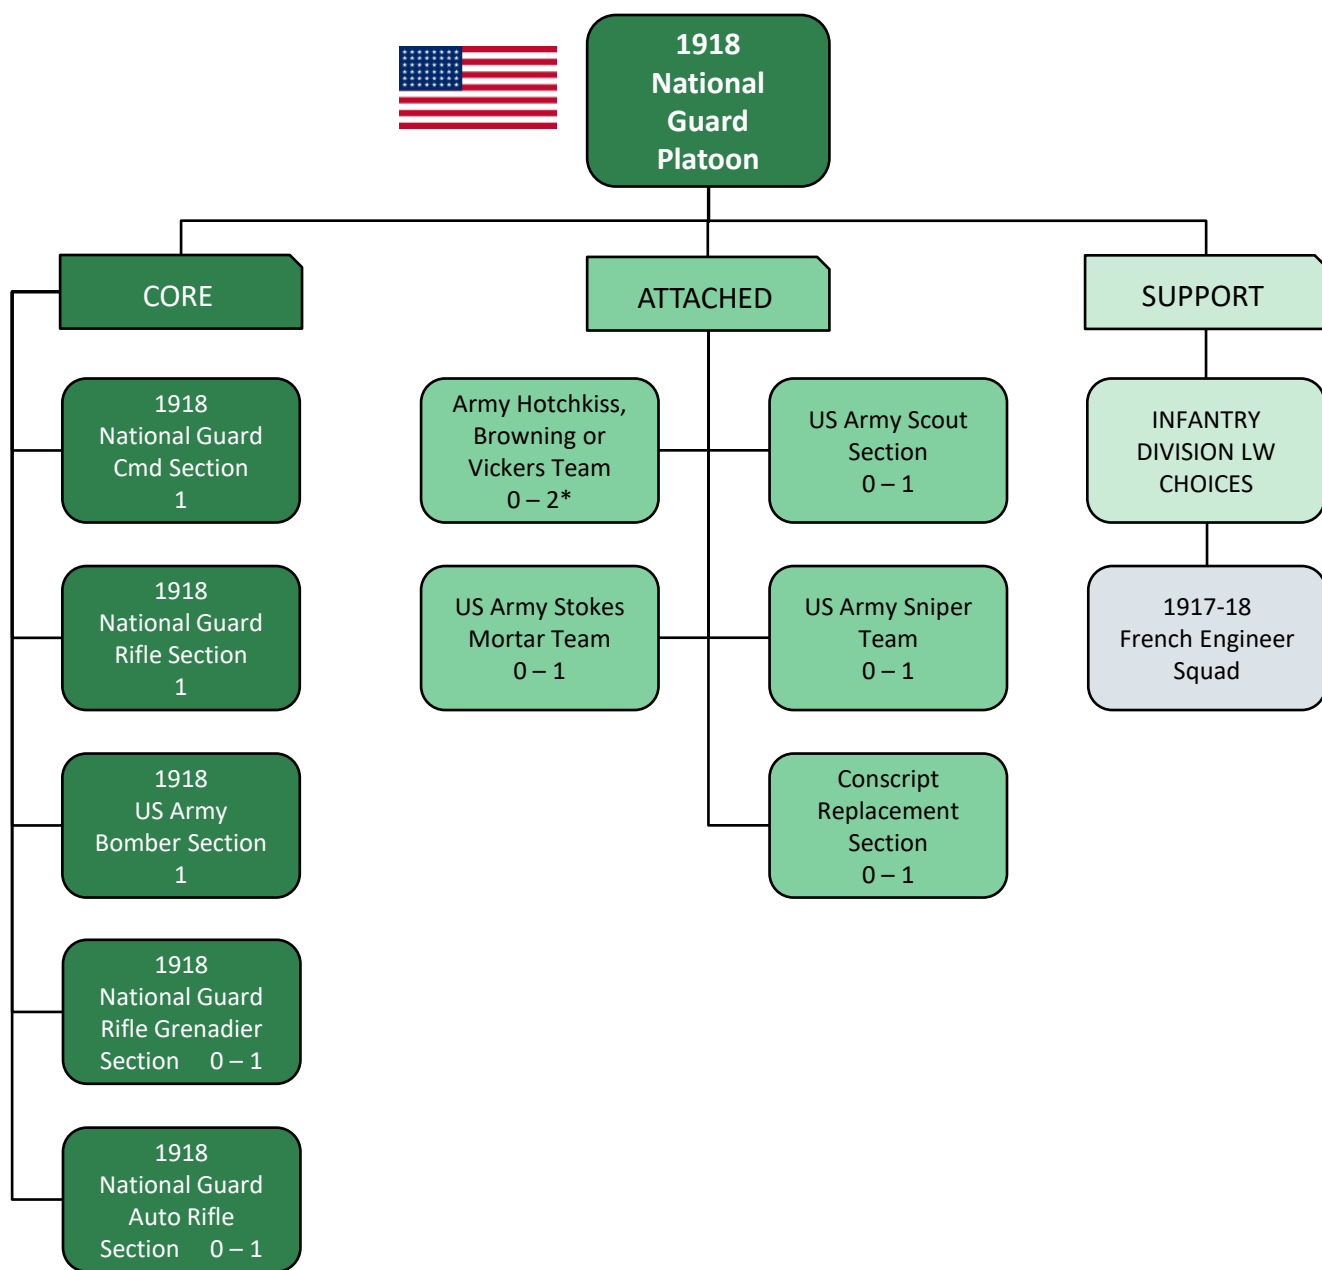 1918
National
Guard
Platoon
CORE
1918
National Guard
Cmd Section
1
1918
National Guard
Rifle Section
1
1918
US Army
Bomber Section
1
1918
National Guard
Rifle Grenadier
Section 0 – 1
1918
National Guard
Auto Rifle
Section 0 – 1
ATTACHED
Army Hotchkiss,
Browning or
Vickers Team
0 – 2*
US Army Stokes
Mortar Team
0 – 1
US Army Scout
Section
0 – 1
US Army Sniper
Team
0 – 1
Conscript
Replacement
Section
0 – 1
SUPPORT
INFANTRY
DIVISION LW
CHOICES
1917-18
French Engineer
Squad